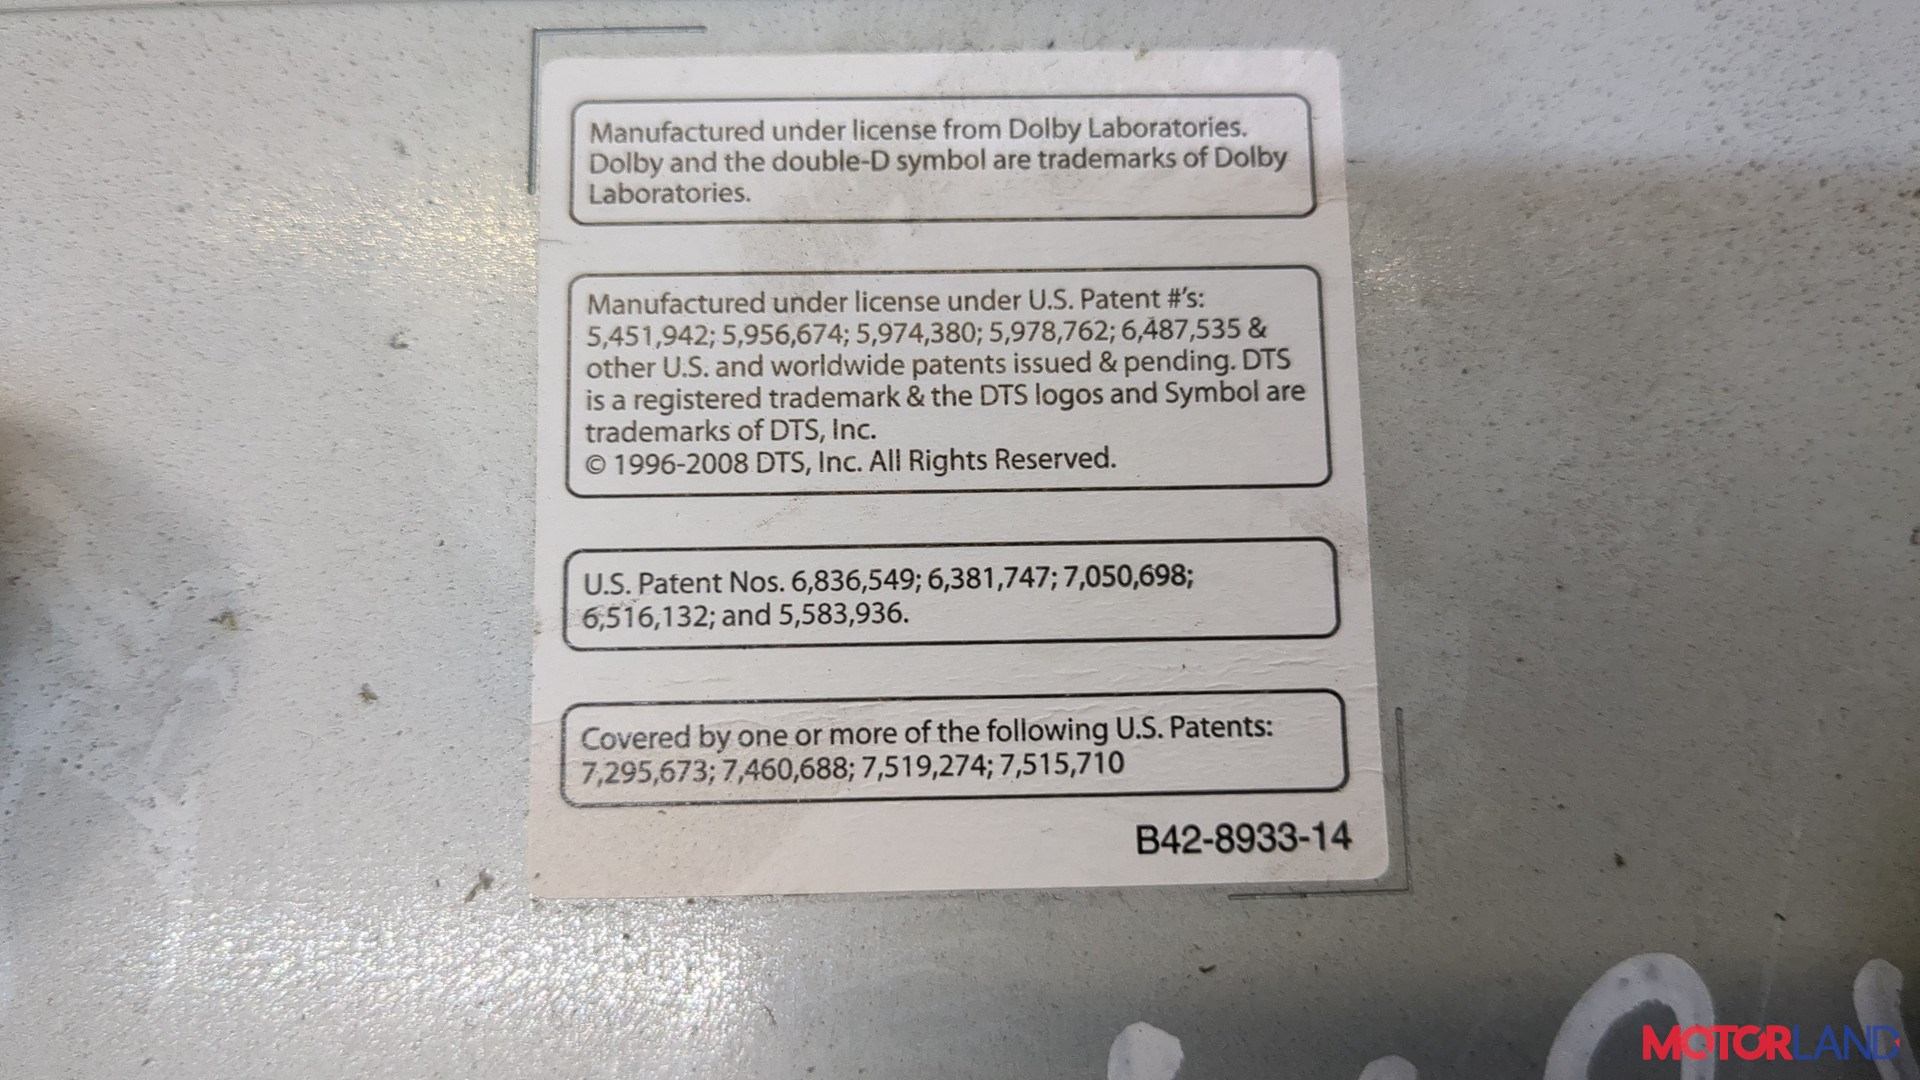 Manufactured under license from Dolby Laboratories.
Dolby and the double-D symbol are trademarks of Dolby
Laboratories.
Manufactured under license under U.S. Patent #'s:
5,451,942; 5,956,674; 5,974,380; 5,978,762; 6,487,535 &
other U.S. and worldwide patents issued & pending. DTS
is a registered trademark & the DTS logos and Symbol are
trademarks of DTS, Inc.
© 1996-2008 DTS, Inc. All Rights Reserved.
U.S. Patent Nos. 6,836,549; 6,381,747; 7,050,698;
6,516,132; and 5,583,936.
Covered by one or more of the following U.S. Patents:
7,295,673; 7,460,688; 7,519,274; 7,515,710
B42-8933-14
MOTORLAND